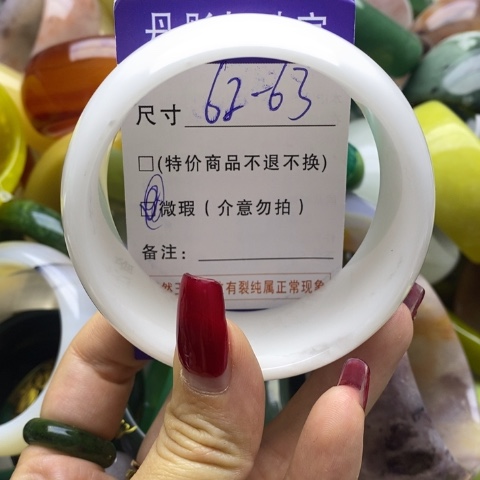 尺寸 62-63
□(特价商品不退不换)
微瑕(介意勿拍)
备注:
有裂纯属正常现象